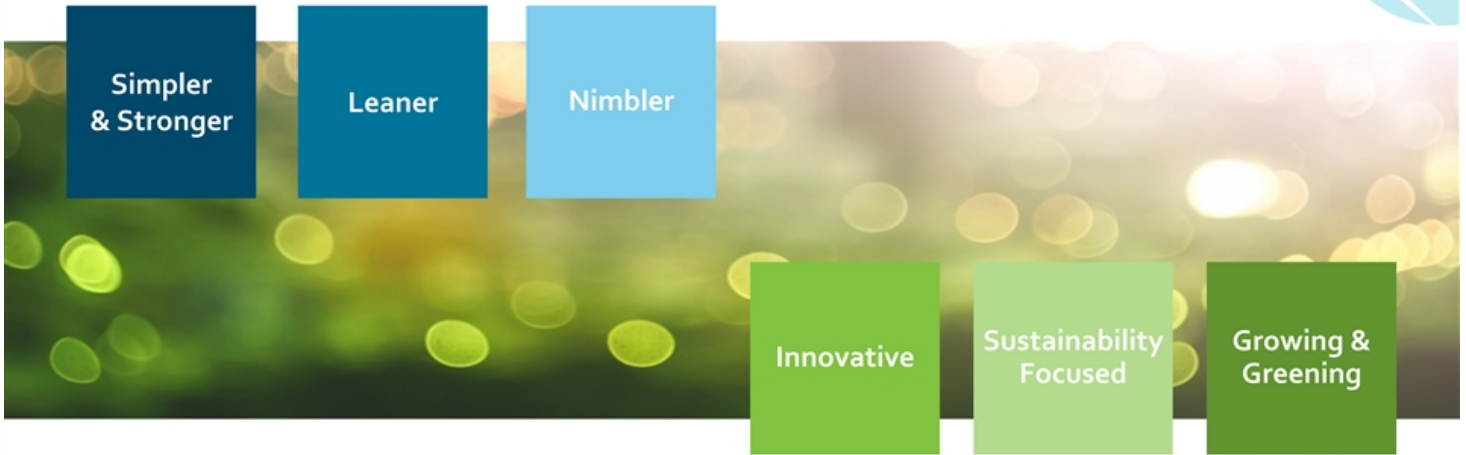 Simpler
& Stronger
Leaner
Nimbler
Innovative
Sustainability
Focused
Growing &
Greening